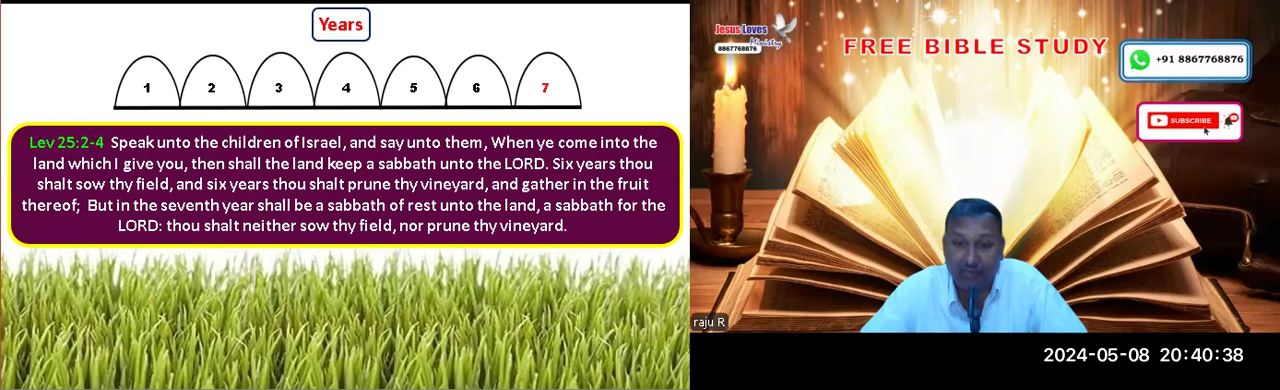 Years
1 2 3 4 5 6 7
Lev 25:2-4 Speak unto the children of Israel, and say unto them, When ye come into the
land which I give you, then shall the land keep a sabbath unto the LORD. Six years thou
shalt sow thy field, and six years thou shalt prune thy vineyard, and gather in the fruit
thereof; But in the seventh year shall be a sabbath of rest unto the land, a sabbath for the
LORD: thou shalt neither sow thy field, nor prune thy vineyard.
Jesus Loves
Ministry
8867768876
FREE BIBLE STUDY
+91 8867768876
SUBSCRIBE
raju R
2024-05-08 20:40:38